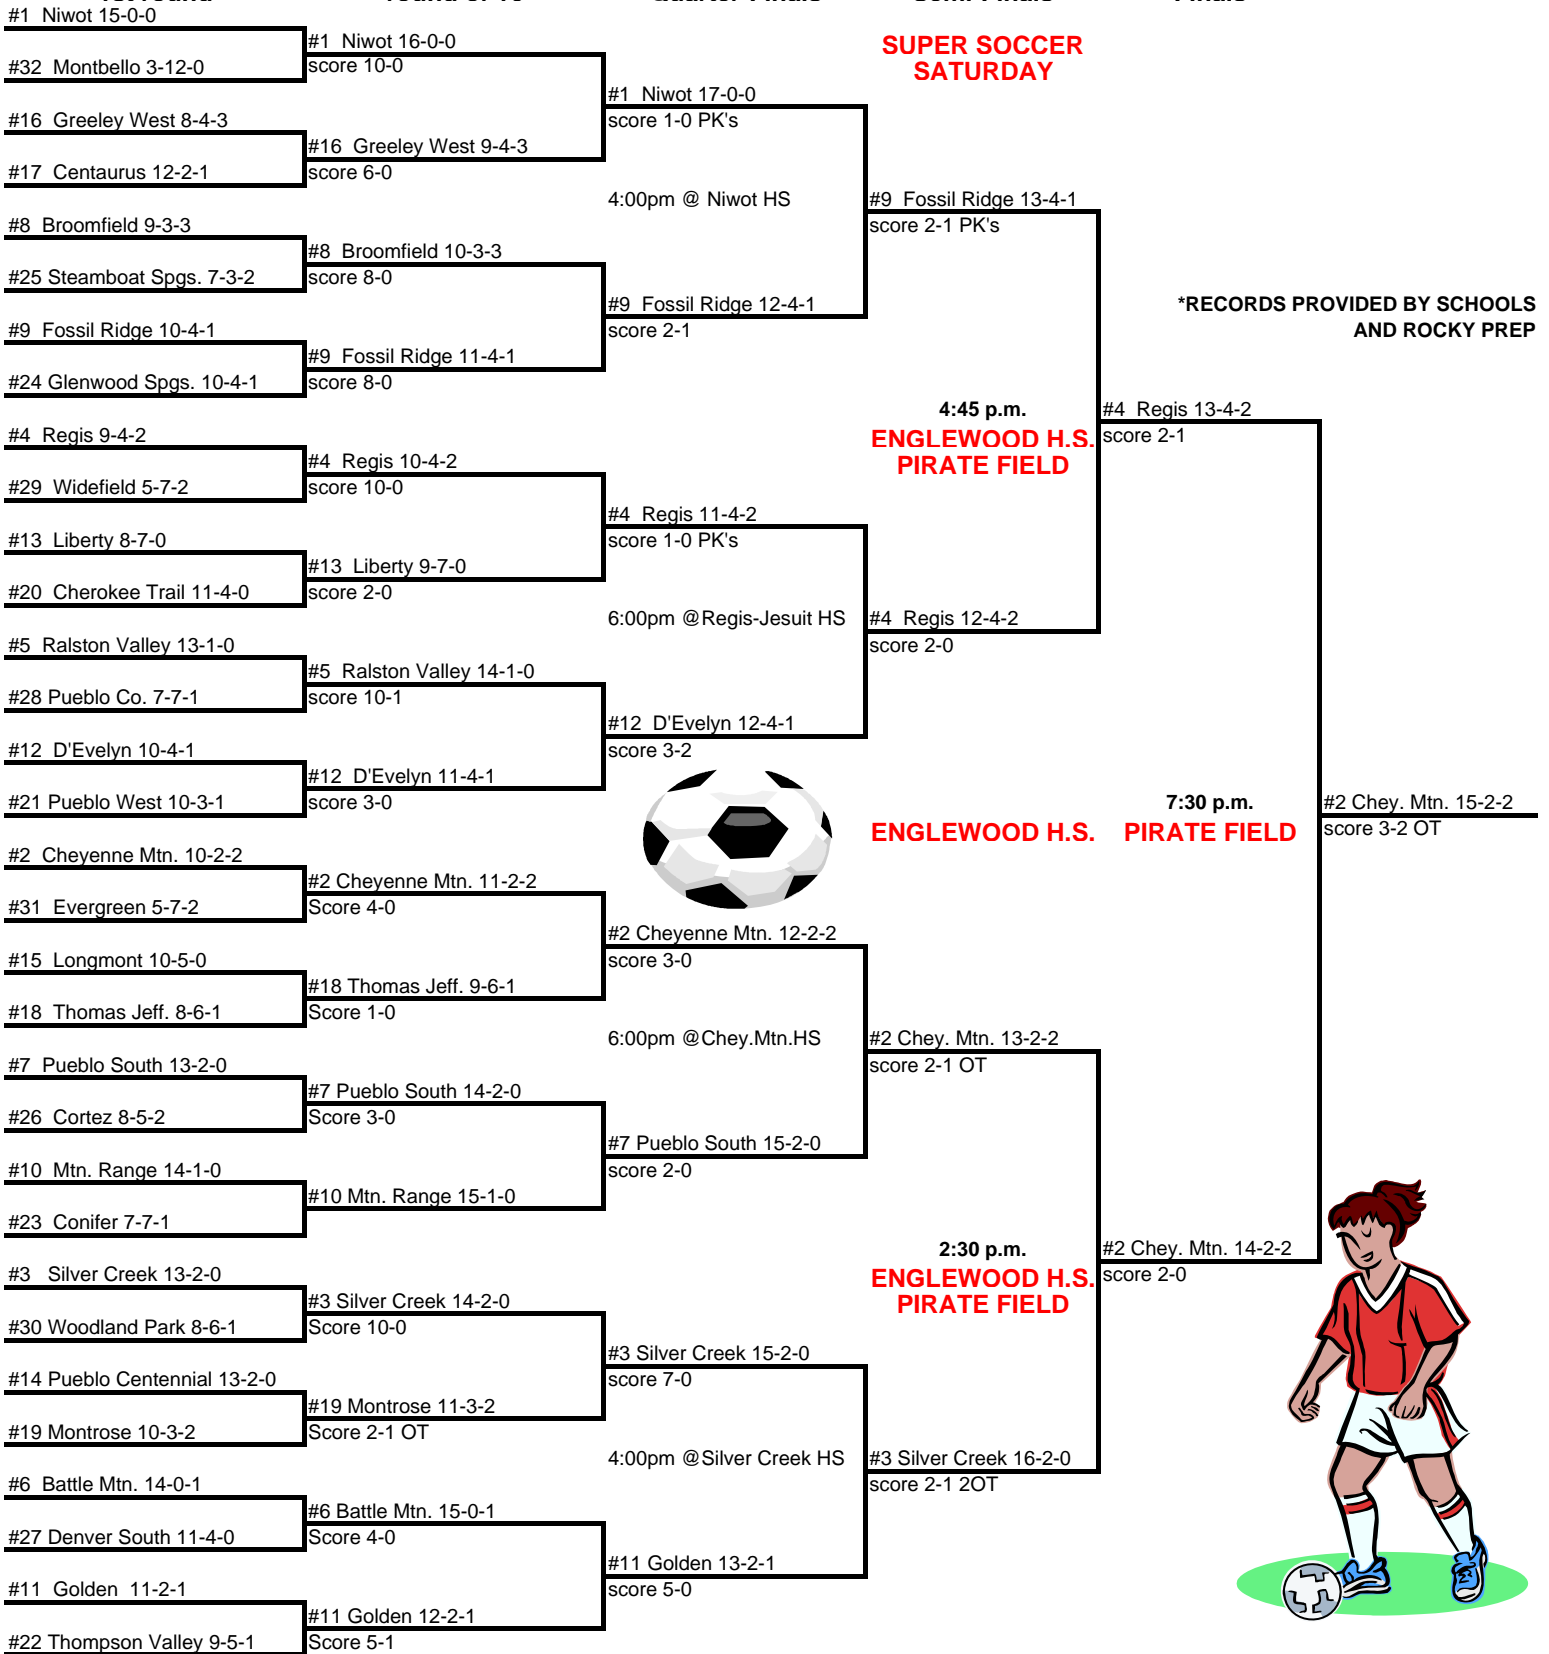 #1 Niwot 15-0-0
#32 Montbello 3-12-0
#16 Greeley West 8-4-3
#17 Centaurus 12-2-1
#8 Broomfield 9-3-3
#25 Steamboat Spgs. 7-3-2
#9 Fossil Ridge 10-4-1
#24 Glenwood Spgs. 10-4-1
#4 Regis 9-4-2
#29 Widefield 5-7-2
#13 Liberty 8-7-0
#20 Cherokee Trail 11-4-0
#5 Ralston Valley 13-1-0
#28 Pueblo Co. 7-7-1
#12 D'Evelyn 10-4-1
#21 Pueblo West 10-3-1
#2 Cheyenne Mtn. 10-2-2
#31 Evergreen 5-7-2
#15 Longmont 10-5-0
#18 Thomas Jeff. 8-6-1
#7 Pueblo South 13-2-0
#26 Cortez 8-5-2
#10 Mtn. Range 14-1-0
#23 Conifer 7-7-1
#3 Silver Creek 13-2-0
#30 Woodland Park 8-6-1
#14 Pueblo Centennial 13-2-0
#19 Montrose 10-3-2
#6 Battle Mtn. 14-0-1
#27 Denver South 11-4-0
#11 Golden 11-2-1
#22 Thompson Valley 9-5-1
#1 Niwot 16-0-0
score 10-0
#16 Greeley West 9-4-3
score 6-0
#8 Broomfield 10-3-3
score 8-0
#9 Fossil Ridge 11-4-1
score 8-0
#4 Regis 10-4-2
score 10-0
#13 Liberty 9-7-0
score 2-0
#5 Ralston Valley 14-1-0
score 10-1
#12 D'Evelyn 11-4-1
score 3-0
#2 Cheyenne Mtn. 11-2-2
Score 4-0
#18 Thomas Jeff. 9-6-1
Score 1-0
#7 Pueblo South 14-2-0
Score 3-0
#10 Mtn. Range 15-1-0
#3 Silver Creek 14-2-0
Score 10-0
#19 Montrose 11-3-2
Score 2-1 OT
#6 Battle Mtn. 15-0-1
Score 4-0
#11 Golden 12-2-1
Score 5-1
#1 Niwot 17-0-0
score 1-0 PK's
4:00pm @ Niwot HS
#9 Fossil Ridge 12-4-1
score 2-1
#4 Regis 11-4-2
score 1-0 PK's
6:00pm @Regis-Jesuit HS
#12 D'Evelyn 12-4-1
score 3-2
#2 Cheyenne Mtn. 12-2-2
score 3-0
6:00pm @Chey.Mtn.HS
#7 Pueblo South 15-2-0
score 2-0
#3 Silver Creek 15-2-0
score 7-0
4:00pm @Silver Creek HS
#11 Golden 13-2-1
score 5-0
SUPER SOCCER
SATURDAY
#9 Fossil Ridge 13-4-1
score 2-1 PK's
4:45 p.m.
ENGLEWOOD H.S.
PIRATE FIELD
#4 Regis 12-4-2
score 2-0
ENGLEWOOD H.S.
#2 Chey. Mtn. 13-2-2
score 2-1 OT
2:30 p.m.
ENGLEWOOD H.S.
PIRATE FIELD
#3 Silver Creek 16-2-0
score 2-1 2OT
*RECORDS PROVIDED BY SCHOOLS
AND ROCKY PREP
#4 Regis 13-4-2
score 2-1
7:30 p.m.
PIRATE FIELD
#2 Chey. Mtn. 14-2-2
score 2-0
#2 Chey. Mtn. 15-2-2
score 3-2 OT